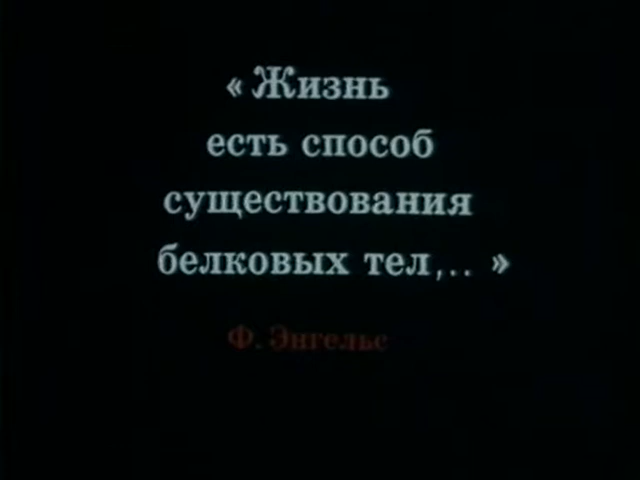 « Жизнь
есть способ
существования
белковых тел,.. »
Ф. Энгельс